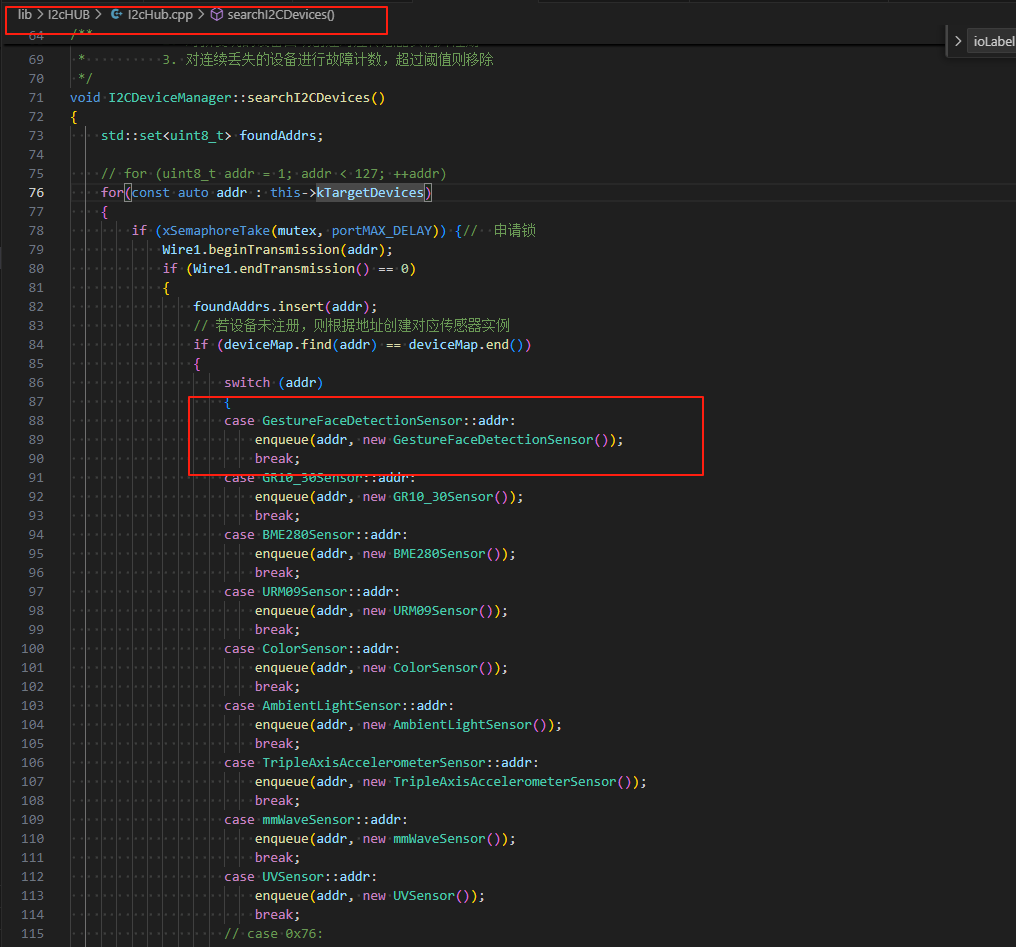 lib > I2cHUB > I2cHub.cpp > searchI2CDevices()
64 /**
ioLabel
69 * 3. 对连续丢失的设备进行故障计数，超过阈值则移除
70 */
71 void I2CDeviceManager::searchI2CDevices()
72 {
73 std::set<uint8_t> foundAddrs;
74
75 // for (uint8_t addr = 1; addr < 127; ++addr)
76 for(const auto addr : this->kTargetDevices)
77 {
78 if (xSemaphoreTake(mutex, portMAX_DELAY)) {// 申请锁
79 Wire1.beginTransmission(addr);
80 if (Wire1.endTransmission() == 0)
81 {
82 foundAddrs.insert(addr);
83 // 若设备未注册，则根据地址创建对应传感器实例
84 if (deviceMap.find(addr) == deviceMap.end())
85 {
86 switch (addr)
87 {
88 case GestureFaceDetectionSensor::addr:
89 enqueue(addr, new GestureFaceDetectionSensor());
90 break;
91 case GR10_30Sensor::addr:
92 enqueue(addr, new GR10_30Sensor());
93 break;
94 case BME280Sensor::addr:
95 enqueue(addr, new BME280Sensor());
96 break;
97 case URM09Sensor::addr:
98 enqueue(addr, new URM09Sensor());
99 break;
100 case ColorSensor::addr:
101 enqueue(addr, new ColorSensor());
102 break;
103 case AmbientLightSensor::addr:
104 enqueue(addr, new AmbientLightSensor());
105 break;
106 case TripleAxisAccelerometerSensor::addr:
107 enqueue(addr, new TripleAxisAccelerometerSensor());
108 break;
109 case mmWaveSensor::addr:
110 enqueue(addr, new mmWaveSensor());
111 break;
112 case UVSensor::addr:
113 enqueue(addr, new UVSensor());
114 break;
115 // case 0x76: